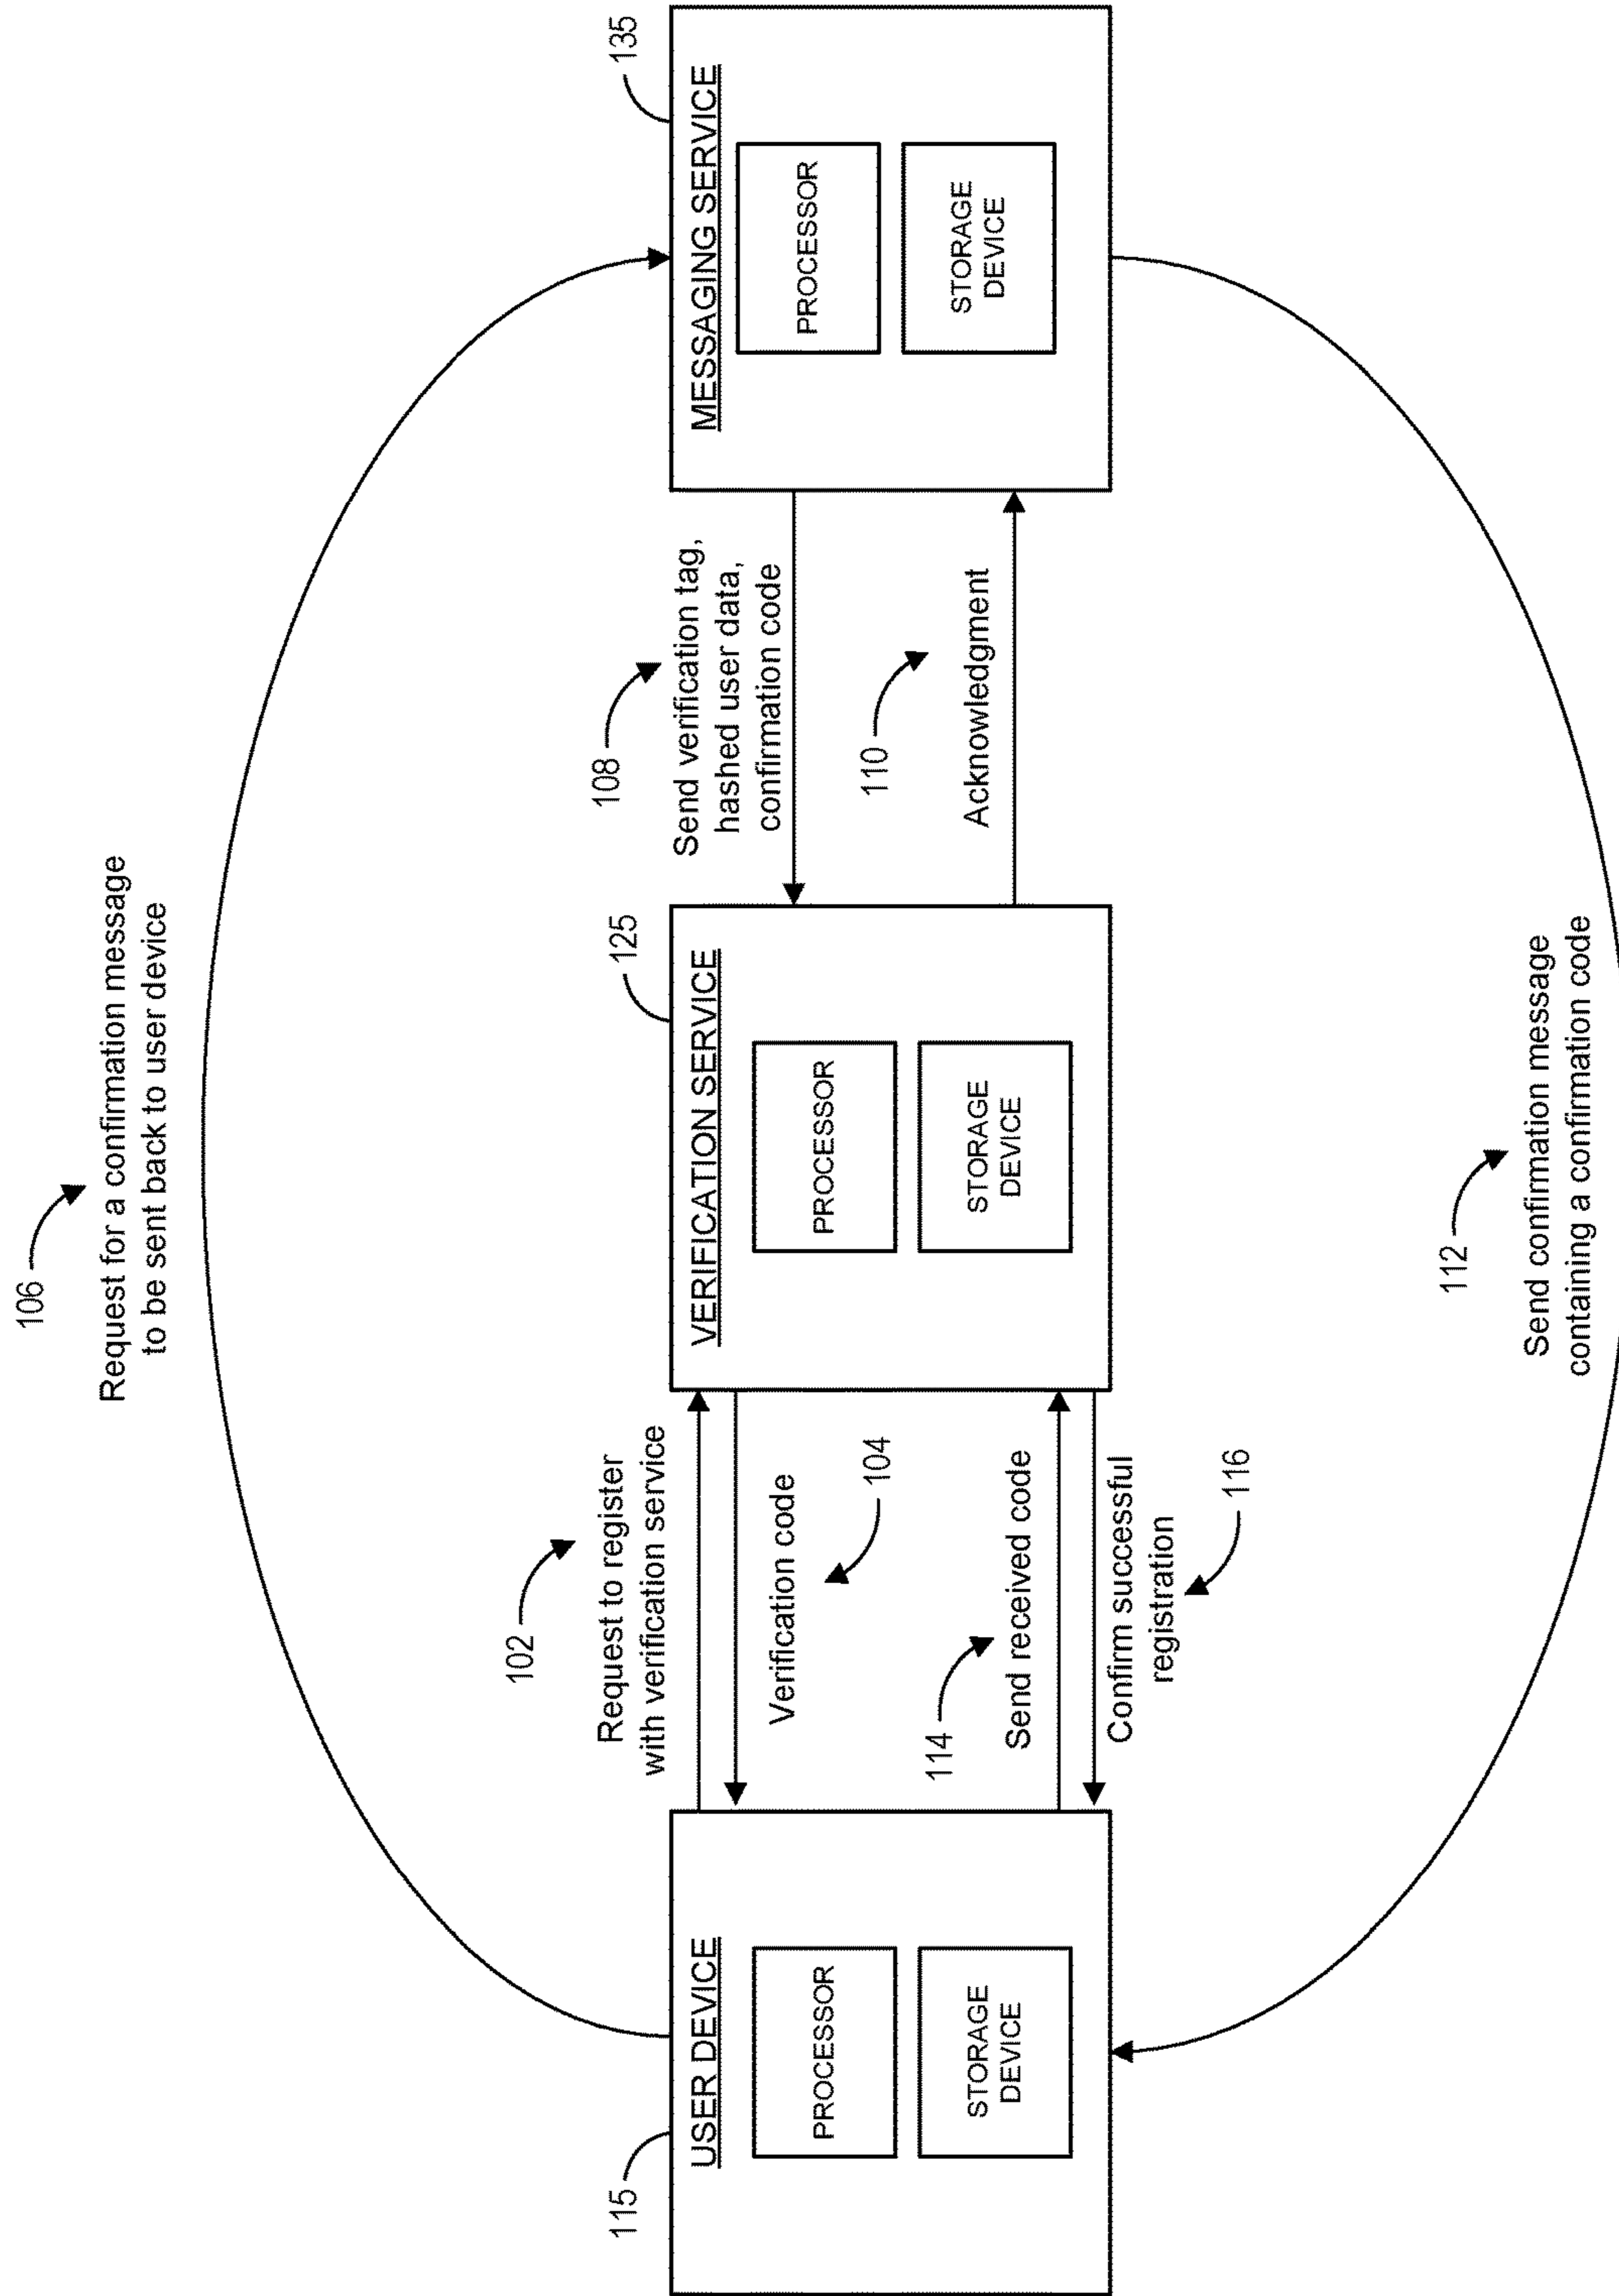 106
Request for a confirmation message
to be sent back to user device
102
Request to register
with verification service
108
Send verification tag,
hashed user data,
confirmation code
115
USER DEVICE
PROCESSOR
STORAGE
DEVICE
125
VERIFICATION SERVICE
PROCESSOR
STORAGE
DEVICE
135
MESSAGING SERVICE
PROCESSOR
STORAGE
DEVICE
Verification code
104
110
Acknowledgment
114
Send received code
Confirm successful
registration
116
112
Send confirmation message
containing a confirmation code